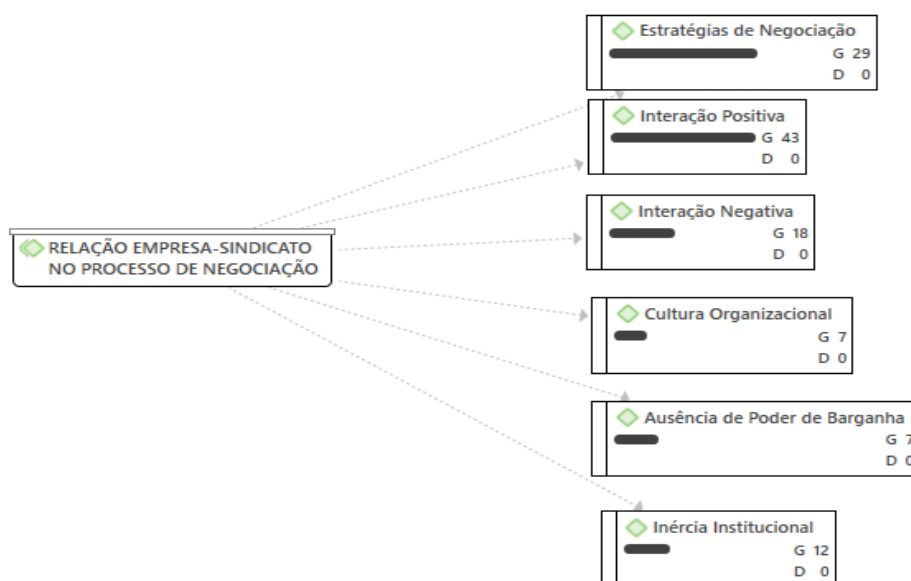 Estratégias de Negociação
G 29
D 0
Interação Positiva
G 43
D 0
Interação Negativa
G 18
D 0
RELAÇÃO EMPRESA-SINDICATO
NO PROCESSO DE NEGOCIAÇÃO
Cultura Organizacional
G 7
D 0
Ausência de Poder de Barganha
G 7
D 0
Inércia Institucional
G 12
D 0